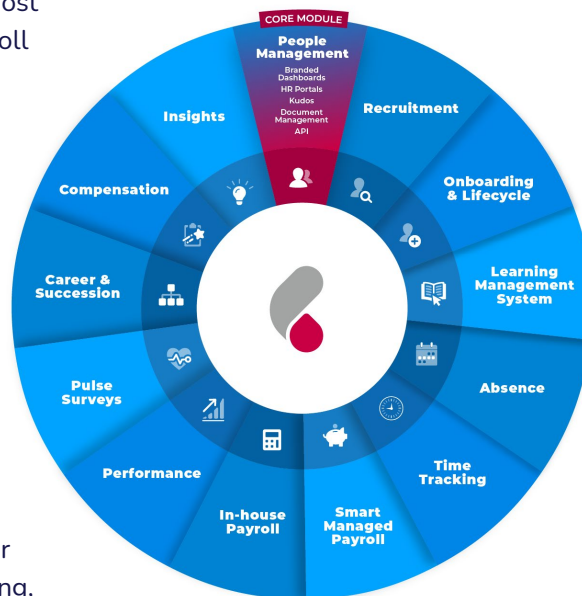 ost
oll
CORE MODULE
People
Management
Branded
Dashboards
HR Portals
Kudos
Document
Management
API
Recruitment
Onboarding
& Lifecycle
Learning
Management
System
Absence
Time
Tracking
Smart
Managed
Payroll
In-house
Payroll
Performance
Pulse
Surveys
Career &
Succession
Compensation
Insights
r
ng.